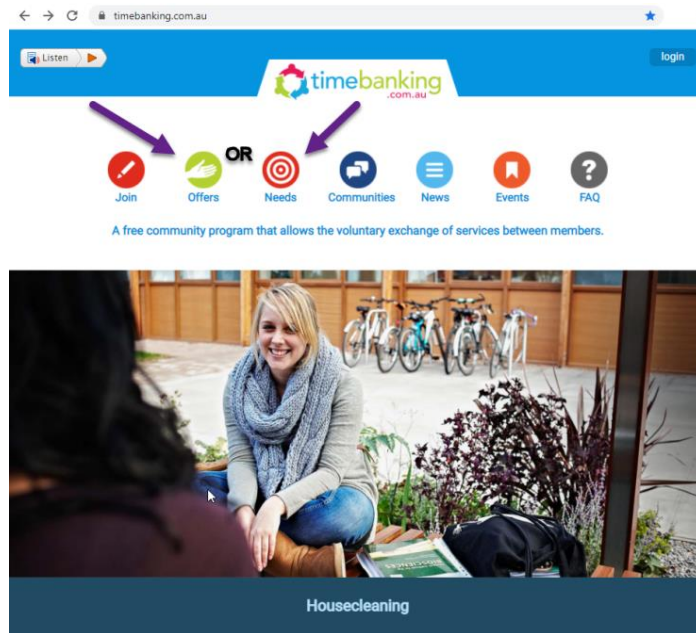 timebanking.com.au
Listen
login
timebanking
.com.au
OR
Join
Offers
Needs
Communities
News
Events
FAQ
A free community program that allows the voluntary exchange of services between members.
Housecleaning